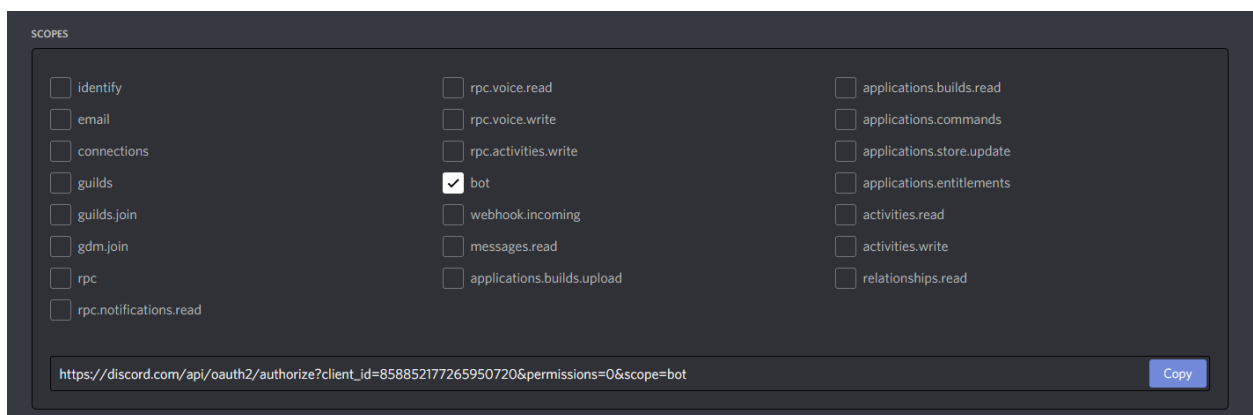 SCOPES
identify
email
connections
guilds
guilds.join
gdm.join
rpc
rpc.notifications.read
rpc.voice.read
rpc.voice.write
rpc.activities.write
bot
webhook.incoming
messages.read
applications.builds.upload
applications.builds.read
applications.commands
applications.store.update
applications.entitlements
activities.read
activities.write
relationships.read
https://discord.com/api/oauth2/authorize?client_id=858852177265950720&permissions=0&scope=bot
Copy